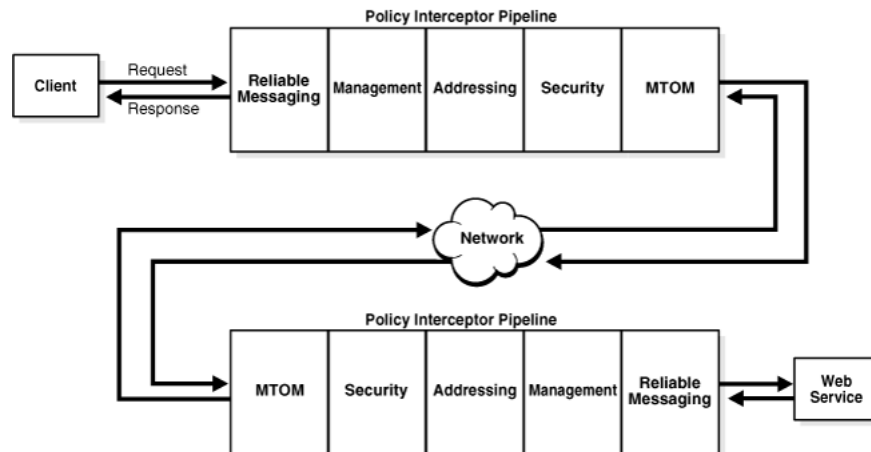 Policy Interceptor Pipeline
Client
Request
Response
Reliable
Messaging
Management
Addressing
Security
MTOM
Network
Policy Interceptor Pipeline
MTOM
Security
Addressing
Management
Reliable
Messaging
Web
Service